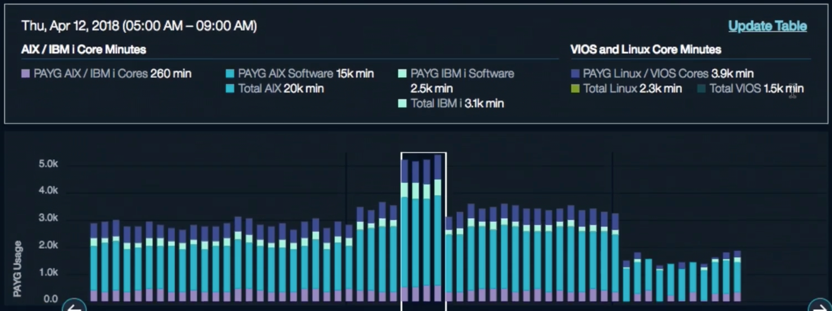 Thu, Apr 12, 2018 (05:00 AM – 09:00 AM)
Update Table
AIX / IBM i Core Minutes
VIOS and Linux Core Minutes
PAYG AIX / IBM i Cores 260 min
PAYG AIX Software 15k min
PAYG IBM i Software
2.5k min
PAYG Linux / VIOS Cores 3.9k min
Total AIX 20k min
Total Linux 2.3k min
Total VIOS 1.5k min
Total IBM i 3.1k min
PAYG Usage
5.0k
4.0k
3.0k
2.0k
1.0k
0.0